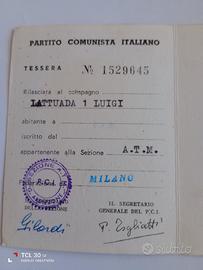 PARTITO COMUNISTA ITALIANO
TESSERA № 1529645
Rilasciata al compagno
LATTUADA 1 LUIGI
abitante a
iscritto dal
appartenente alla Sezione A.T.M.
MILANO
IL SEGRETARIO
GENERALE DEL P.C.I.
Gilardi P. Togliatti
TCL 30
subito